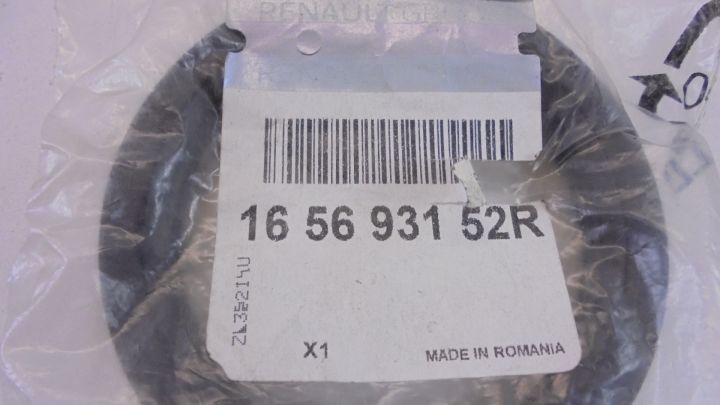 RENAULT
16 56 931 52R
X1
MADE IN ROMANIA